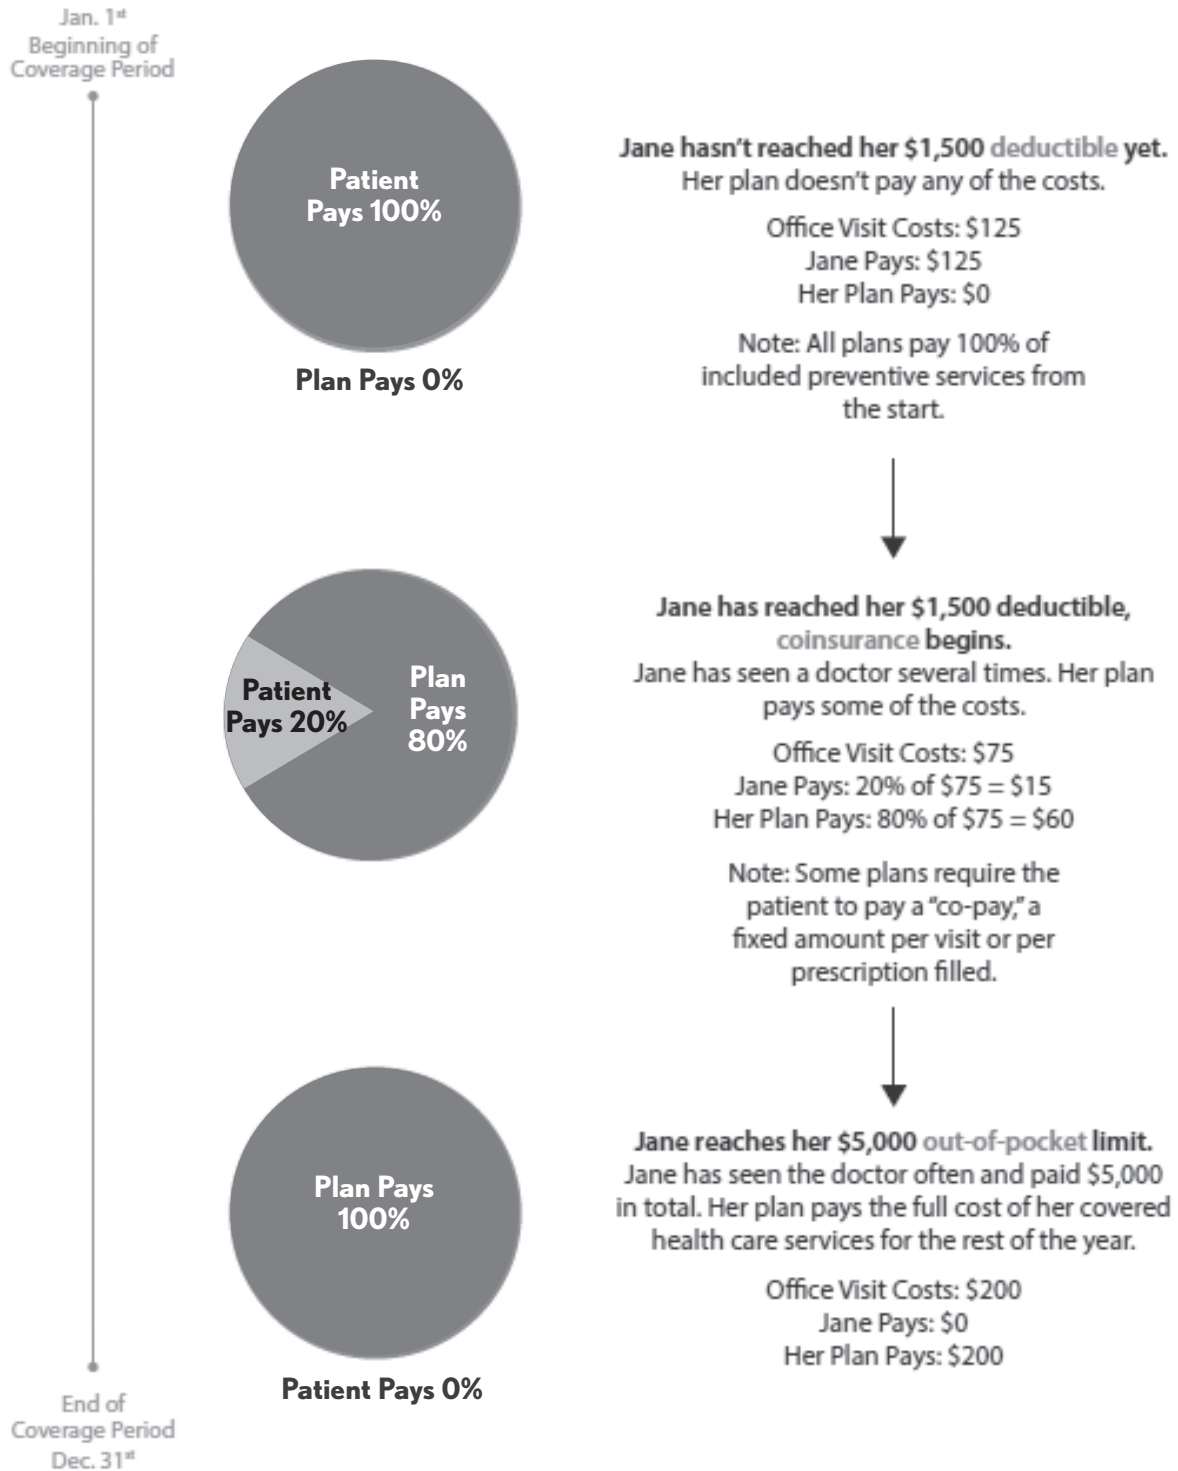 Jan. 1st
Beginning of
Coverage Period
Patient
Pays 100%
Plan Pays 0%
Jane hasn't reached her $1,500 deductible yet.
Her plan doesn't pay any of the costs.
Office Visit Costs: $125
Jane Pays: $125
Her Plan Pays: $0
Note: All plans pay 100% of
included preventive services from
the start.
Patient
Pays 20%
Plan
Pays
80%
Jane has reached her $1,500 deductible,
coinsurance begins.
Jane has seen a doctor several times. Her plan
pays some of the costs.
Office Visit Costs: $75
Jane Pays: 20% of $75 = $15
Her Plan Pays: 80% of $75 = $60
Note: Some plans require the
patient to pay a “co-pay,” a
fixed amount per visit or per
prescription filled.
Plan Pays
100%
Patient Pays 0%
Jane reaches her $5,000 out-of-pocket limit.
Jane has seen the doctor often and paid $5,000
in total. Her plan pays the full cost of her covered
health care services for the rest of the year.
Office Visit Costs: $200
Jane Pays: $0
Her Plan Pays: $200
End of
Coverage Period
Dec. 31st